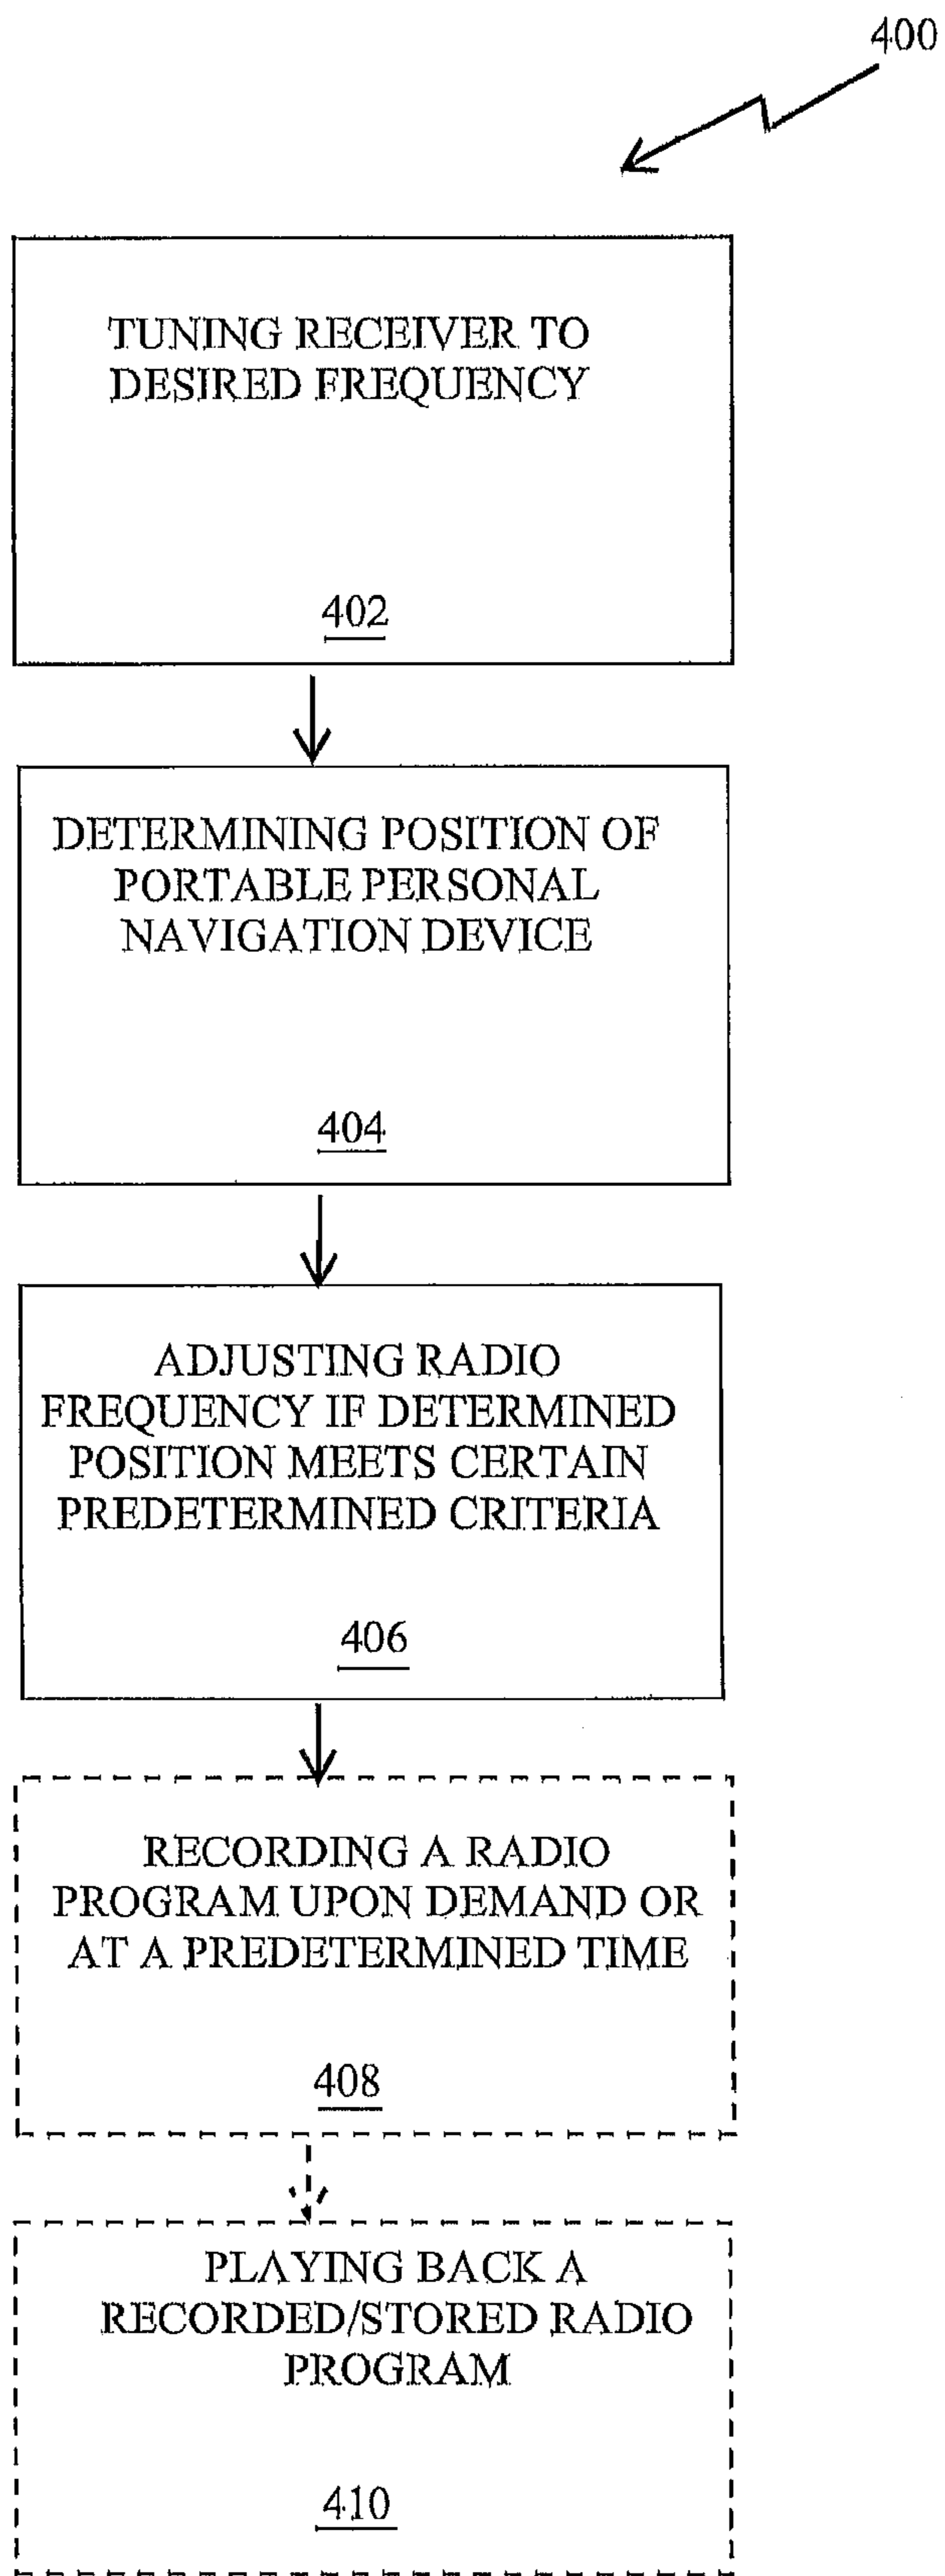 400
TUNING RECEIVER TO
DESIRED FREQUENCY
402
DETERMINING POSITION OF
PORTABLE PERSONAL
NAVIGATION DEVICE
404
ADJUSTING RADIO
FREQUENCY IF DETERMINED
POSITION MEETS CERTAIN
PREDETERMINED CRITERIA
406
RECORDING A RADIO
PROGRAM UPON DEMAND OR
AT A PREDETERMINED TIME
408
PLAYING BACK A
RECORDED/STORED RADIO
PROGRAM
410